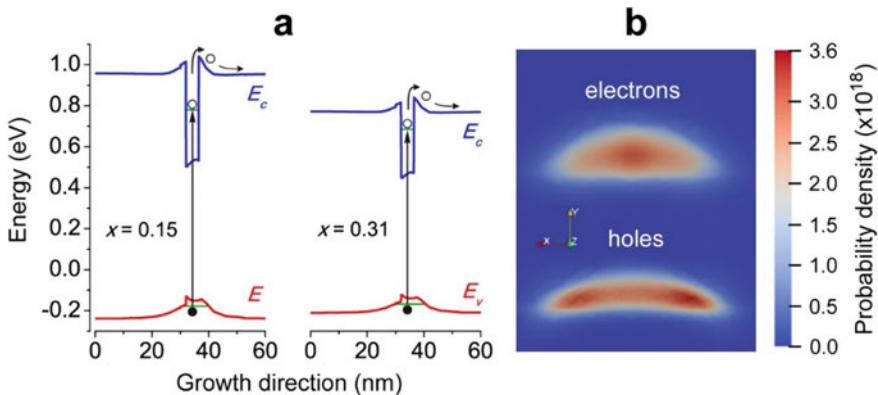 a
b
1.0
0.8
0.6
0.4
0.2
0.0
-0.2
Energy (eV)
E_c
x = 0.15
E
0 20 40 60
E_c
x = 0.31
E_v
0 20 40 60
Growth direction (nm)
electrons
Y
X
Z
holes
3.6
3.0
2.5
2.0
1.5
1.0
0.5
0.0
Probability density (x10^18)